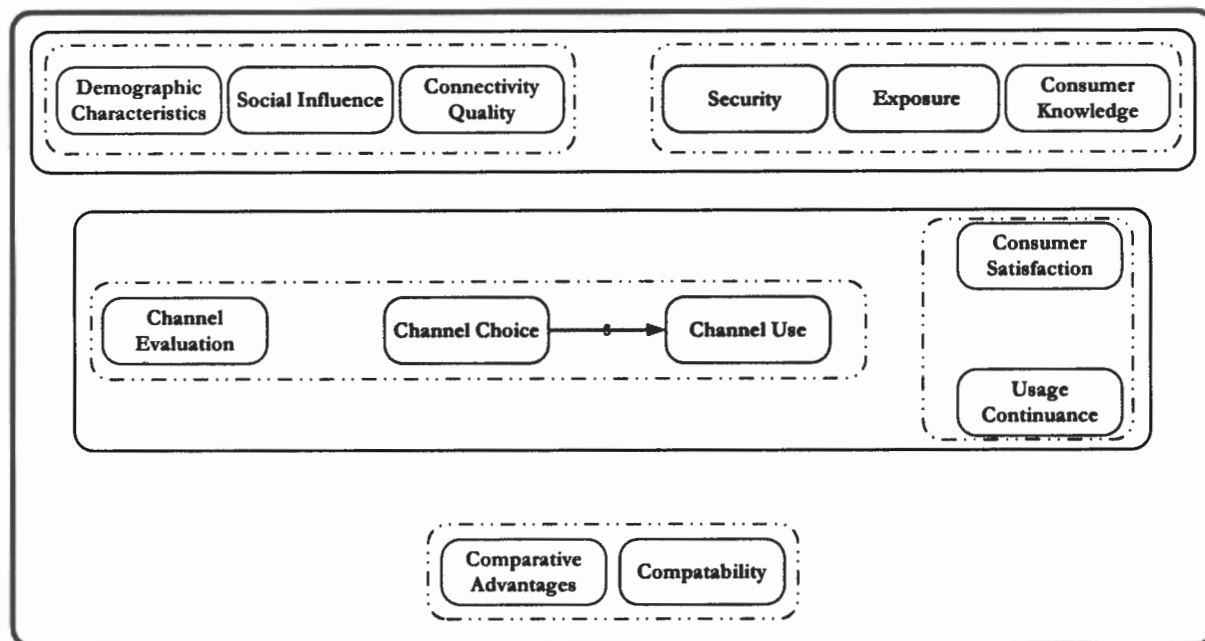 Demographic
Characteristics
Social Influence
Connectivity
Quality
Security
Exposure
Consumer
Knowledge
Consumer
Satisfaction
Channel
Evaluation
Channel Choice
Channel Use
Usage
Continuance
Comparative
Advantages
Compatability